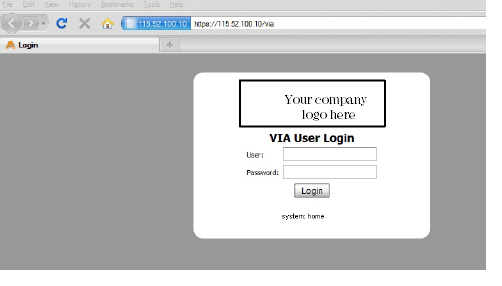 File Edit View History Bookmarks Tools Help
115.52.100.10 https://115.52.100.10/via
Login
Your company
logo here
VIA User Login
User:
Password:
Login
system: home